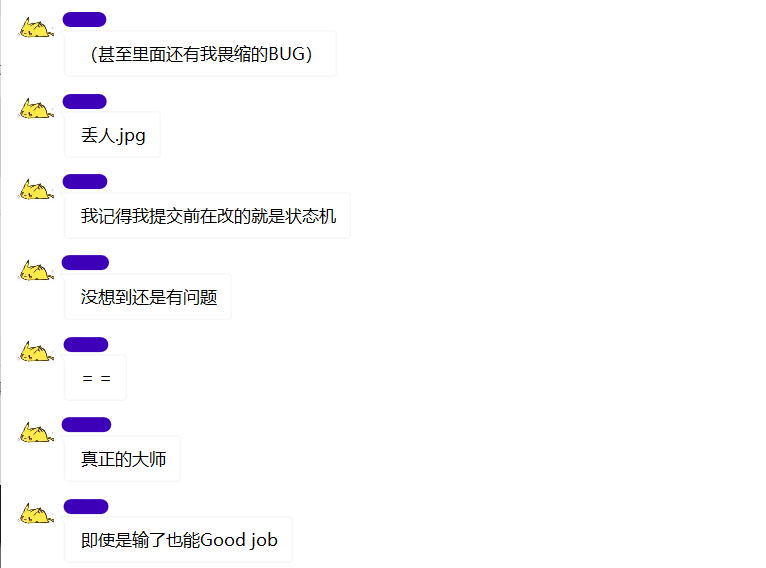 （甚至里面还有我畏缩的BUG）
丢人.jpg
我记得我提交前在改的就是状态机
没想到还是有问题
= =
真正的大师
即使是输了也能Good job